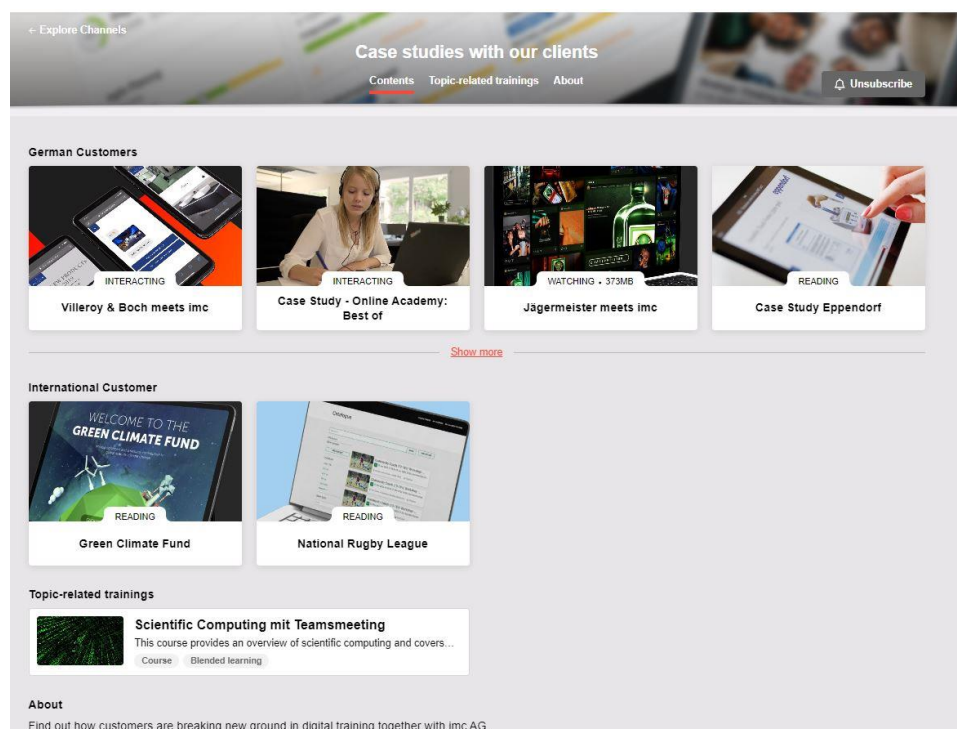 ← Explore Channels
Case studies with our clients
Contents Topic-related trainings About
Unsubscribe
German Customers
INTERACTING
Villeroy & Boch meets imc
INTERACTING
Case Study - Online Academy:
Best of
WATCHING • 373MB
Jägermeister meets imc
eppendorf
READING
Case Study Eppendorf
Show more
International Customer
WELCOME TO THE
GREEN CLIMATE FUND
READING
Green Climate Fund
READING
National Rugby League
Topic-related trainings
Scientific Computing mit Teamsmeeting
This course provides an overview of scientific computing and covers…
Course Blended learning
About
Find out how customers are breaking new ground in digital training together with imc AG